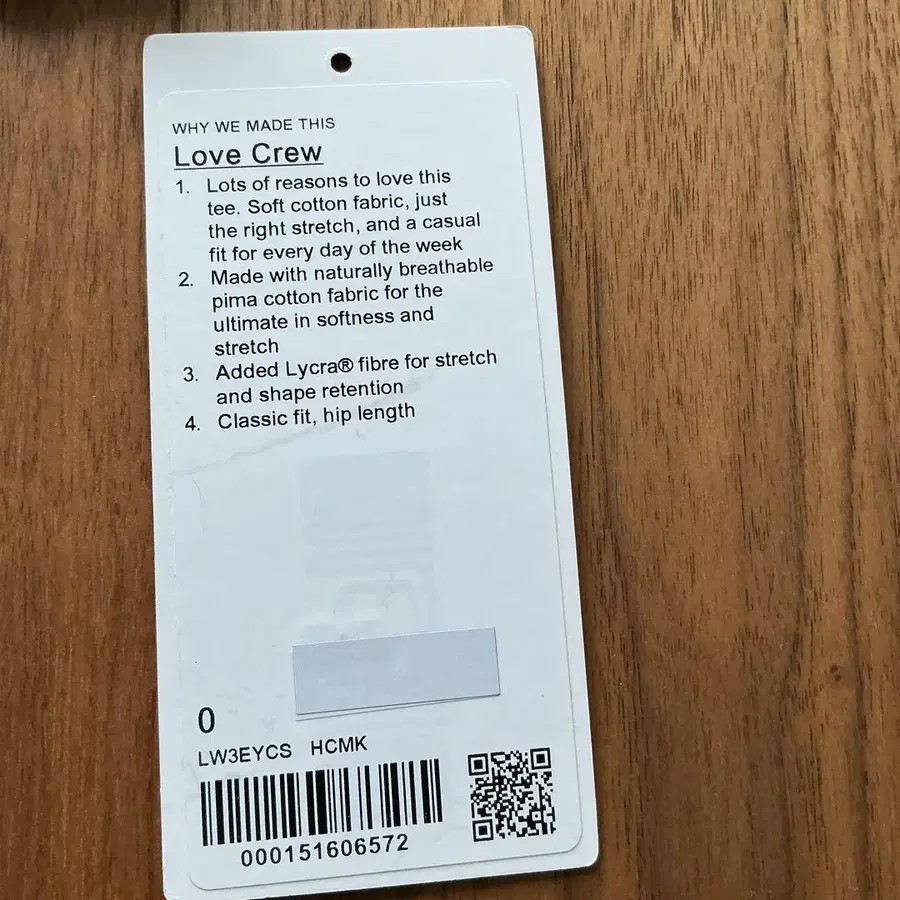 WHY WE MADE THIS
Love Crew
1. Lots of reasons to love this
tee. Soft cotton fabric, just
the right stretch, and a casual
fit for every day of the week
2. Made with naturally breathable
pima cotton fabric for the
ultimate in softness and
stretch
3. Added Lycra® fibre for stretch
and shape retention
4. Classic fit, hip length
0
LW3EYCS HCMK
000151606572